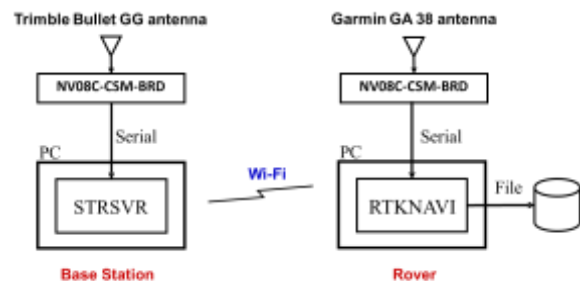 Trimble Bullet GG antenna
Garmin GA 38 antenna
NV08C-CSM-BRD
NV08C-CSM-BRD
Serial
Serial
PC
PC
Wi-Fi
File
STRSVR
RTKNAVI
Base Station
Rover